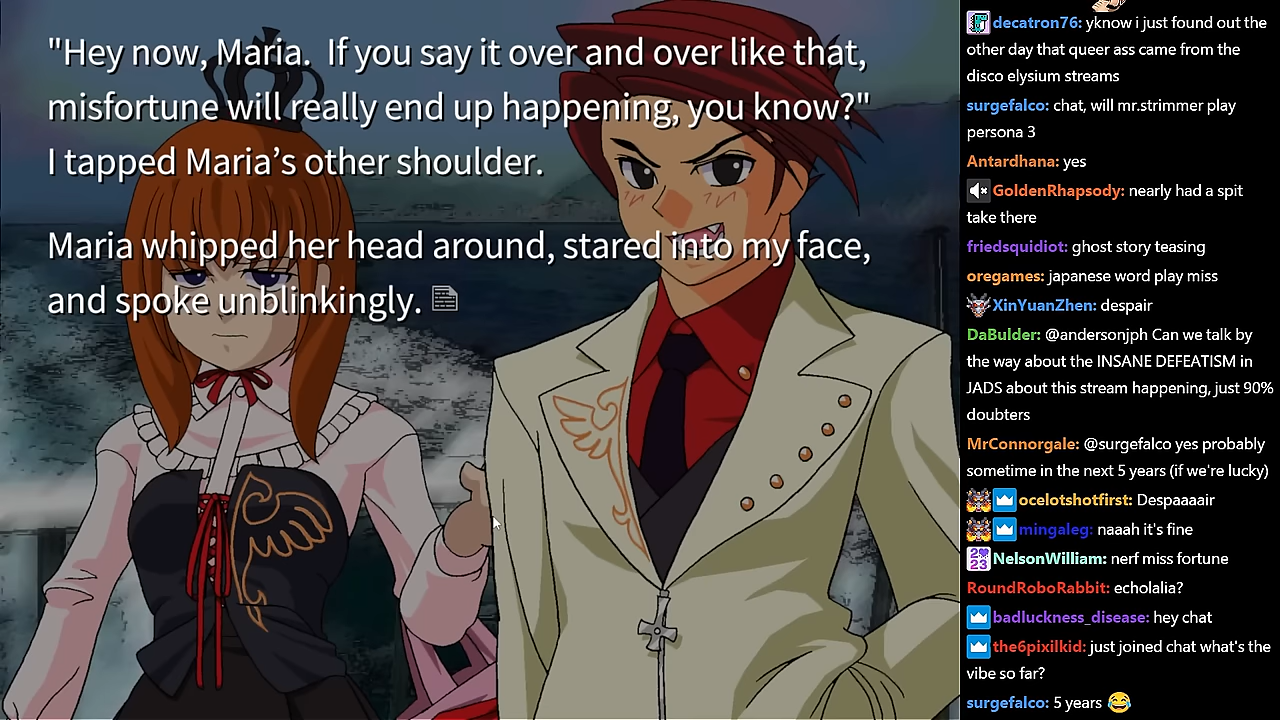 "Hey now, Maria.  If you say it over and over like that,
misfortune will really end up happening, you know?"
I tapped Maria’s other shoulder.
Maria whipped her head around, stared into my face,
and spoke unblinkingly.
decatron76: yknow i just found out the
other day that queer ass came from the
disco elysium streams
surgefalco: chat, will mr.strimmer play
persona 3
Antardhana: yes
GoldenRhapsody: nearly had a spit
take there
friedsquidiot: ghost story teasing
oregames: japanese word play miss
XinYuanZhen: despair
DaBulder: @andersonjph Can we talk by
the way about the INSANE DEFEATISM in
JADS about this stream happening, just 90%
doubters
MrConnorgale: @surgefalco yes probably
sometime in the next 5 years (if we're lucky)
ocelotshotfirst: Despaaaair
mingaleg: naaah it's fine
2023 NelsonWilliam: nerf miss fortune
RoundRoboRabbit: echolalia?
badluckness_disease: hey chat
the6pixilkid: just joined chat what's the
vibe so far?
surgefalco: 5 years 😂